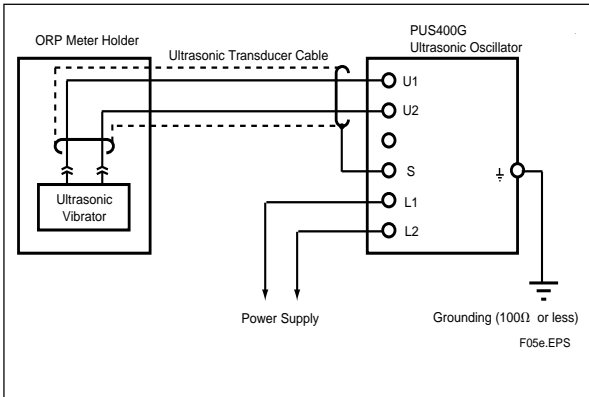 PUS400G
Ultrasonic Oscillator
ORP Meter Holder
Ultrasonic Transducer Cable
U1
U2
S
L1
L2
Ultrasonic
Vibrator
Power Supply
Grounding (100Ω or less)
F05e.EPS